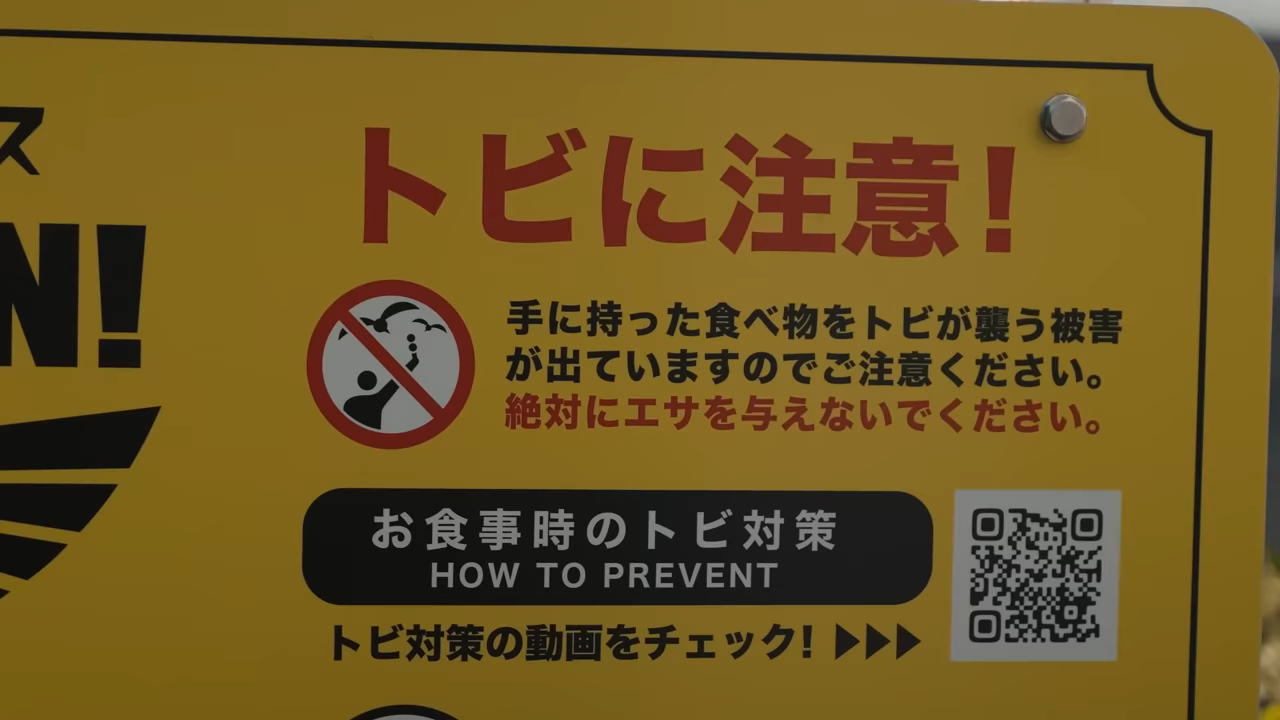 ス
N!
トビに注意!
手に持った食べ物をトビが襲う被害
が出ていますのでご注意ください。
絶対にエサを与えないでください。
お食事時のトビ対策
HOW TO PREVENT
トビ対策の動画をチェック! ▶▶▶